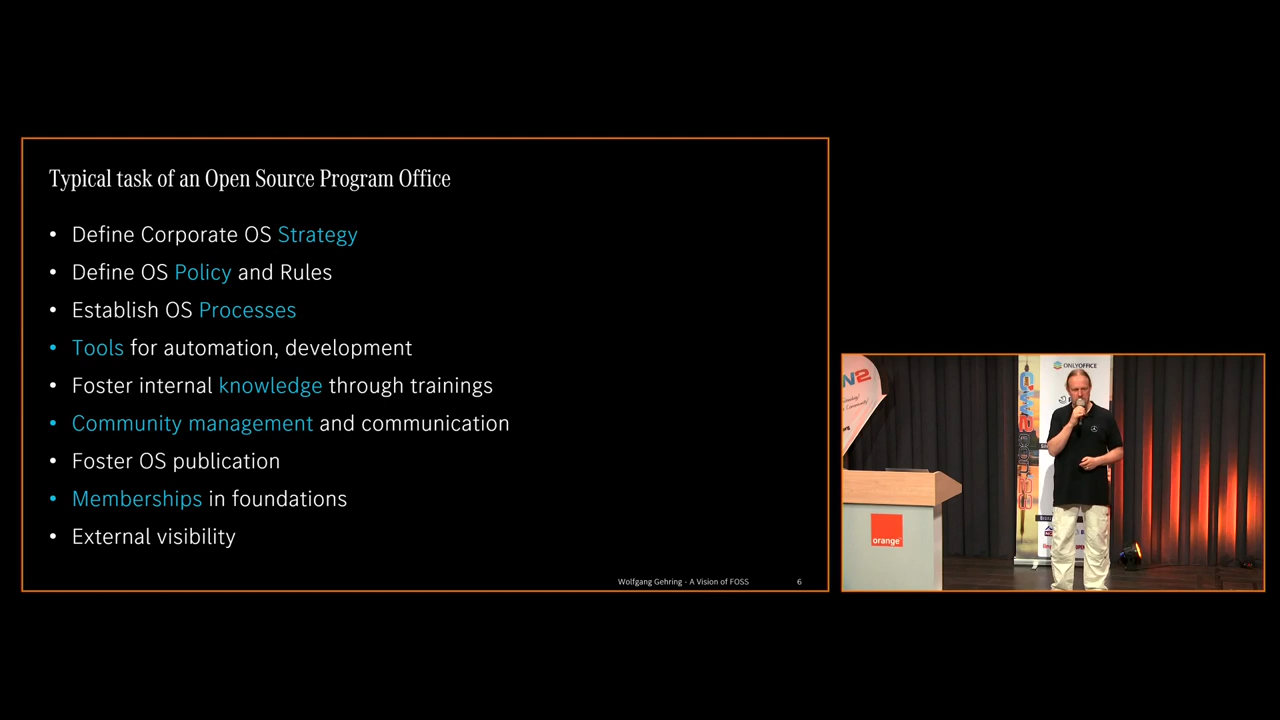 Typical task of an Open Source Program Office
• Define Corporate OS Strategy
• Define OS Policy and Rules
• Establish OS Processes
• Tools for automation, development
• Foster internal knowledge through trainings
• Community management and communication
• Foster OS publication
• Memberships in foundations
• External visibility
Wolfgang Gehring - A Vision of FOSS
6
ONLYOFFICE
orange